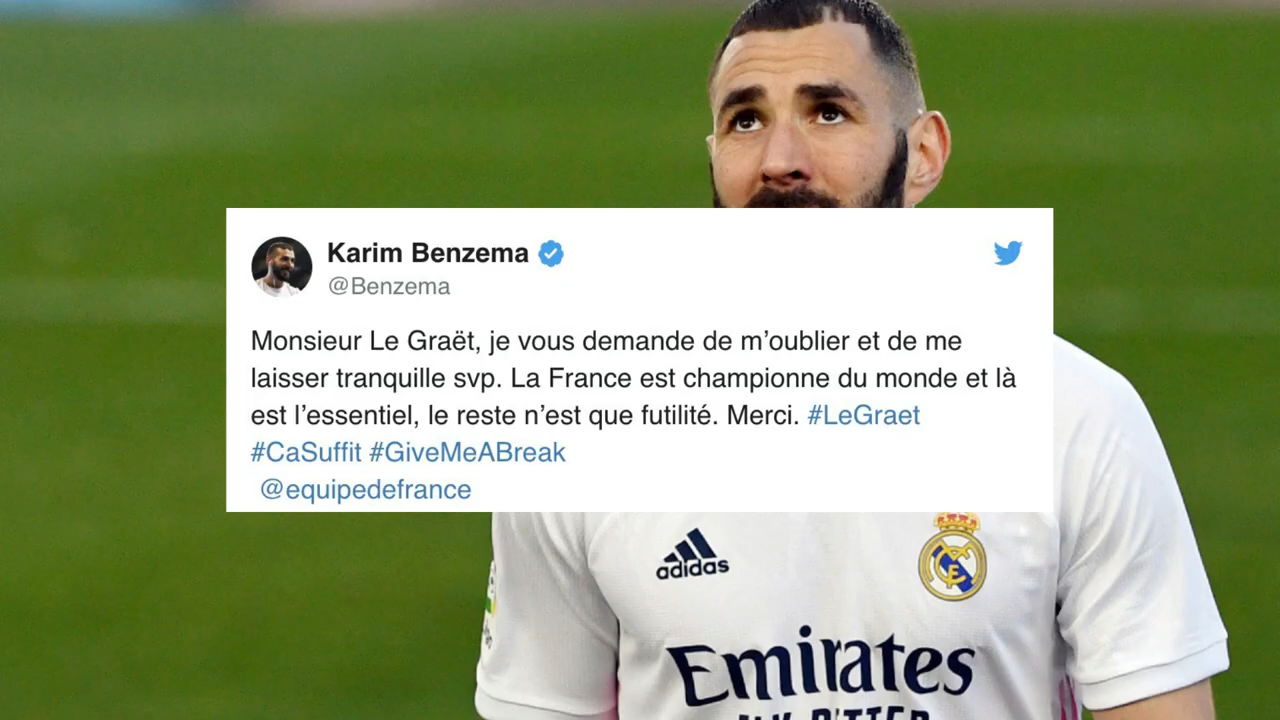 Karim Benzema
@Benzema
Monsieur Le Graët, je vous demande de m’oublier et de me
laisser tranquille svp. La France est championne du monde et là
est l’essentiel, le reste n’est que futilité. Merci. #LeGraet
#CaSuffit #GiveMeABreak
@equipedefrance
adidas
Emirates